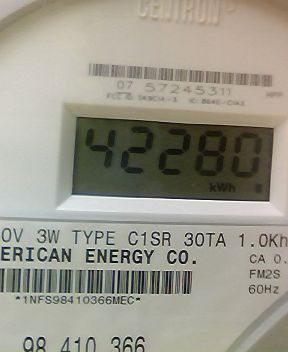 CENTRON
07 57245311
42280
kWh
0V 3W TYPE C1SR 30TA 1.0Kh
ERICAN ENERGY CO.
CA 0.
FM2S
*1NFS98410366MEC*
60Hz
98 410 366